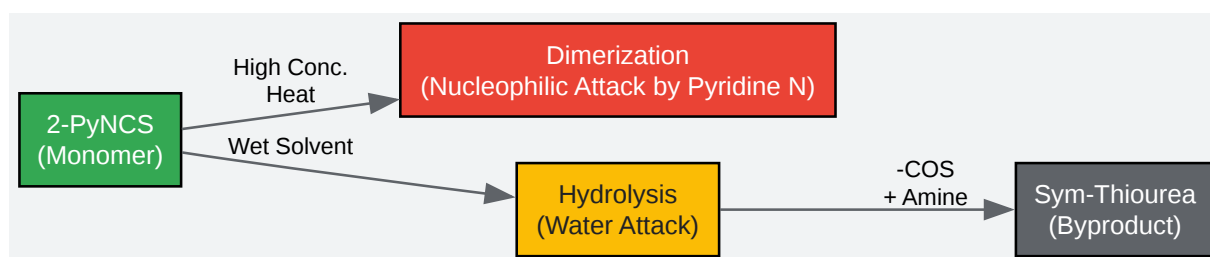 Dimerization
(Nucleophilic Attack by Pyridine N)
High Conc.
Heat
2-PyNCS
(Monomer)
Wet Solvent
Hydrolysis
(Water Attack)
-COS
+ Amine
Sym-Thiourea
(Byproduct)